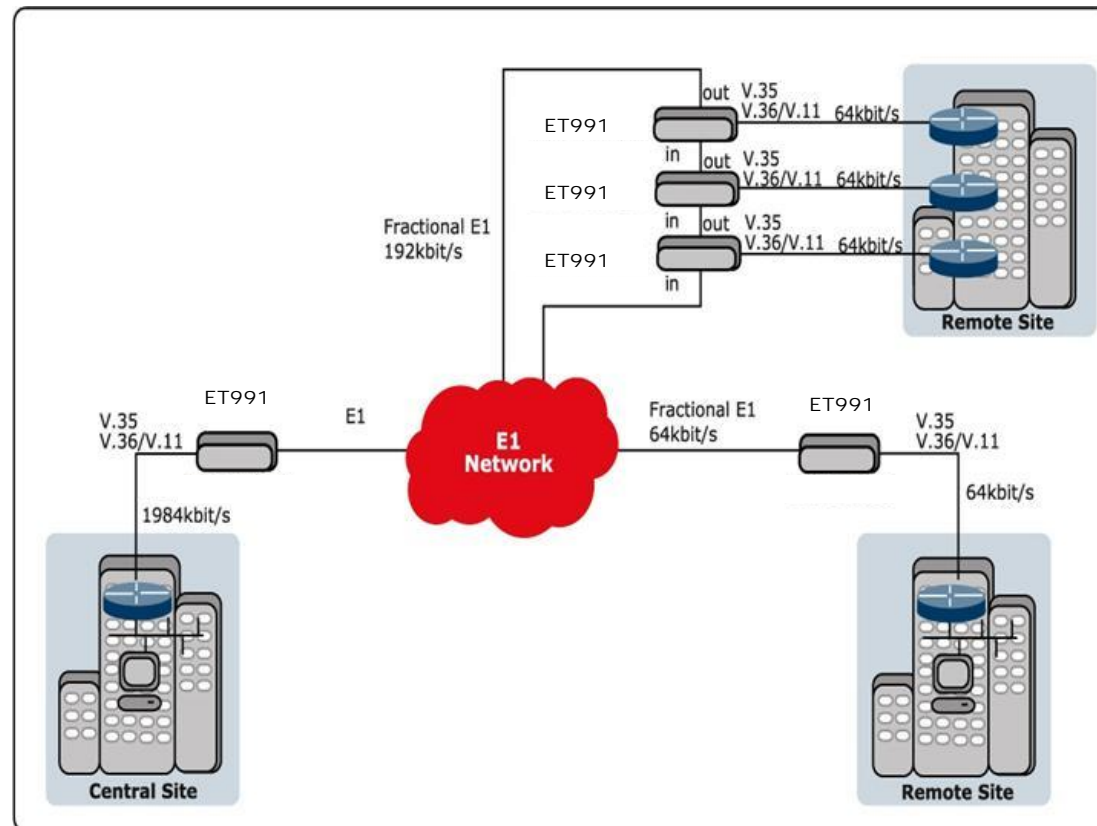 out V.35
V.36/V.11 64kbit/s
ET991
in
out V.35
V.36/V.11 64kbit/s
ET991
in
out V.35
V.36/V.11 64kbit/s
ET991
in
Fractional E1
192kbit/s
Remote Site
ET991
V.35
V.36/V.11
E1
E1
Network
Fractional E1
64kbit/s
ET991
V.35
V.36/V.11
1984kbit/s
64kbit/s
Central Site
Remote Site